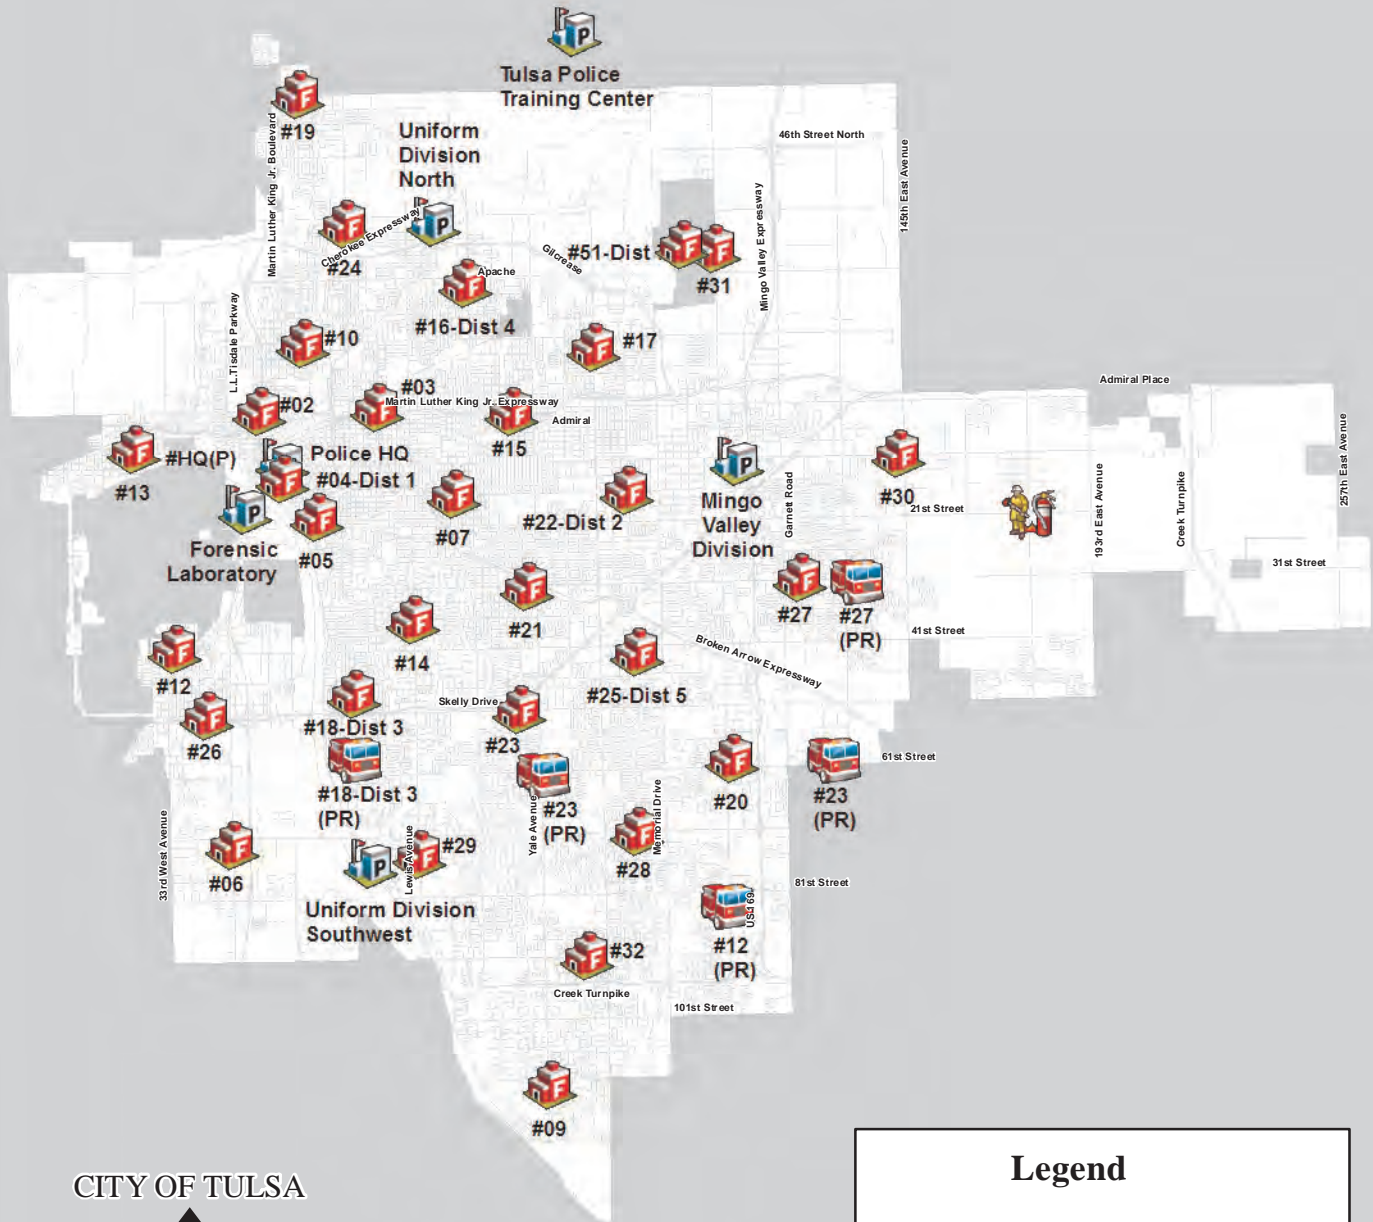 Tulsa Police
Training Center
#19
Uniform
Division
North
46th Street North
Martin Luther King Jr. Boulevard
145th East Avenue
Mingo Valley Expressway
Cherokee Expressway
#24
Gilcrease
#51-Dist
#31
Apache
#16-Dist 4
L.L.Tisdale Parkway
#10
#17
#03
Martin Luther King Jr. Expressway
#02
Admiral
#15
Admiral Place
#HQ(P)
#13
Police HQ
#04-Dist 1
#07
#22-Dist 2
Mingo
Valley
Division
Garnett Road
#30
21st Street
193rd East Avenue
Creek Turnpike
257th East Avenue
31st Street
Forensic
Laboratory
#05
#21
#27
#27
(PR)
41st Street
#14
#12
Broken Arrow Expressway
#25-Dist 5
Skelly Drive
#26
#18-Dist 3
#23
#18-Dist 3
(PR)
#23
(PR)
#20
61st Street
#23
(PR)
Yale Avenue
Memorial Drive
33rd West Avenue
#06
Lewis Avenue
#29
#28
81st Street
Uniform Division
Southwest
US 169
#12
(PR)
#32
Creek Turnpike
101st Street
#09
CITY OF TULSA
Legend
F
P